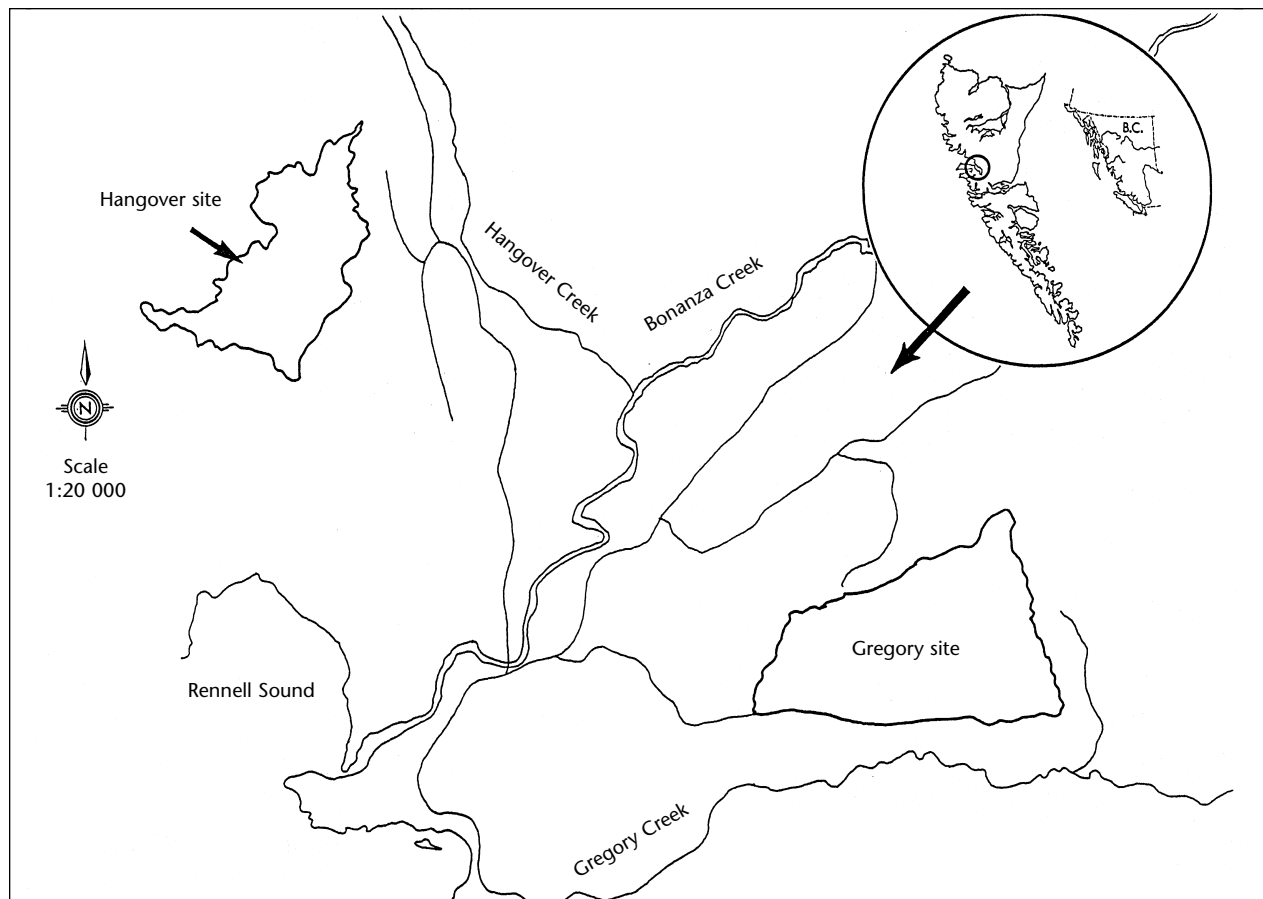 B.C.
Hangover site
Hangover Creek
Bonanza Creek
N
Scale
1:20 000
Gregory site
Rennell Sound
Gregory Creek